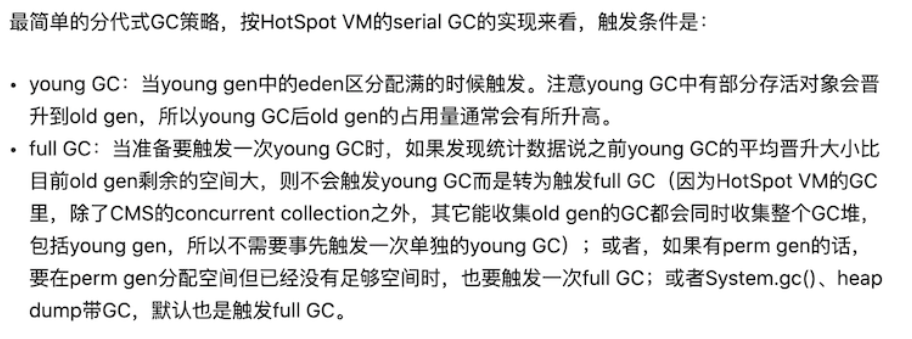 最简单的分代式GC策略，按HotSpot VM的serial GC的实现来看，触发条件是：
• young GC：当young gen中的eden区分配满的时候触发。注意young GC中有部分存活对象会晋
升到old gen，所以young GC后old gen的占用量通常会有所升高。
• full GC：当准备要触发一次young GC时，如果发现统计数据说之前young GC的平均晋升大小比
目前old gen剩余的空间大，则不会触发young GC而是转为触发full GC（因为HotSpot VM的GC
里，除了CMS的concurrent collection之外，其它能收集old gen的GC都会同时收集整个GC堆，
包括young gen，所以不需要事先触发一次单独的young GC）；或者，如果有perm gen的话，
要在perm gen分配空间但已经没有足够空间时，也要触发一次full GC；或者System.gc()、heap
dump带GC，默认也是触发full GC。